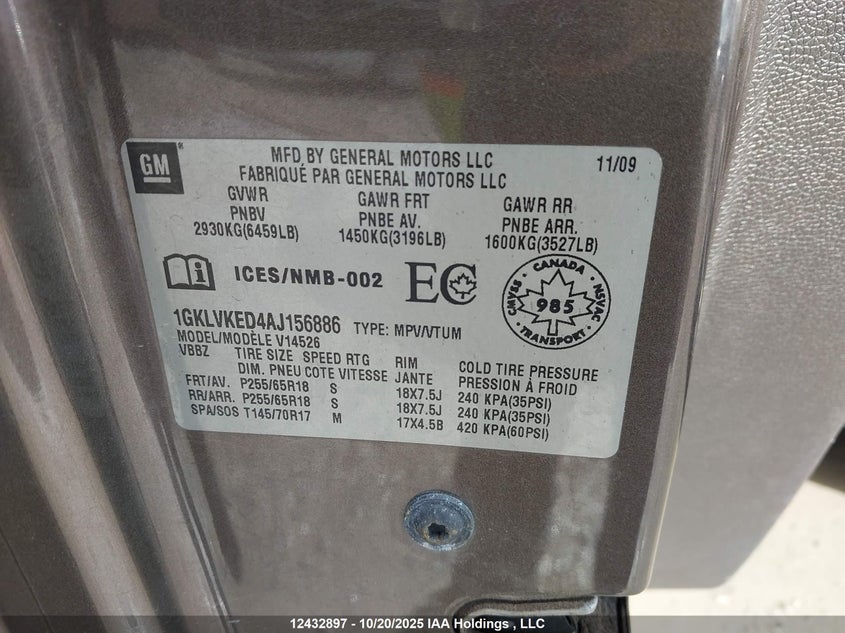 GM
MFD BY GENERAL MOTORS LLC 11/09
FABRIQUÉ PAR GENERAL MOTORS LLC
GVWR GAWR FRT GAWR RR
PNBV PNBE AV. PNBE ARR.
2930KG(6459LB) 1450KG(3196LB) 1600KG(3527LB)
ICES/NMB-002 EC
CANADA
CMVSS 985 NSVAC
TRANSPORT
1GKLVKED4AJ156886 TYPE: MPV/VTUM
MODEL/MODÈLE V14526
VBBZ TIRE SIZE SPEED RTG RIM COLD TIRE PRESSURE
DIM. PNEU COTE VITESSE JANTE PRESSION À FROID
FRT/AV. P255/65R18 S 18X7.5J 240 KPA(35PSI)
RR/ARR. P255/65R18 S 18X7.5J 240 KPA(35PSI)
SPA/SOS T145/70R17 M 17X4.5B 420 KPA(60PSI)
12432897 - 10/20/2025 IAA Holdings , LLC